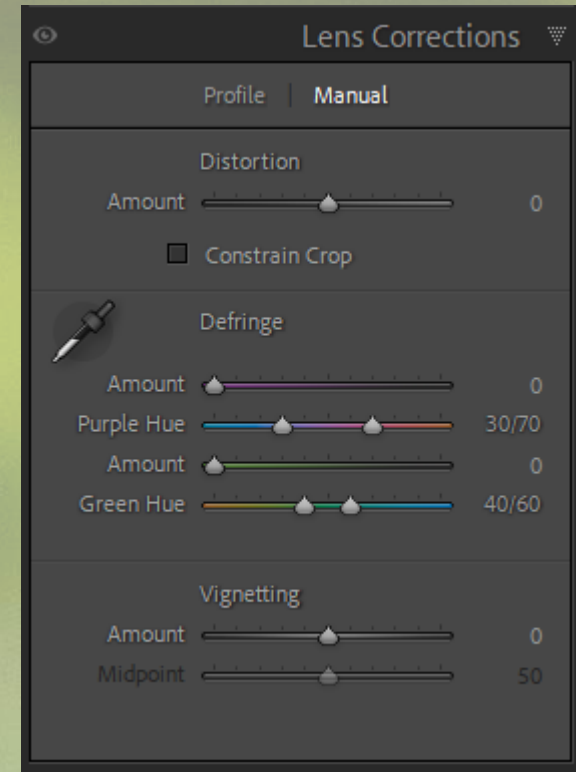 Lens Corrections
Profile | Manual
Distortion
Amount 0
Constrain Crop
Defringe
Amount 0
Purple Hue 30/70
Amount 0
Green Hue 40/60
Vignetting
Amount 0
Midpoint 50